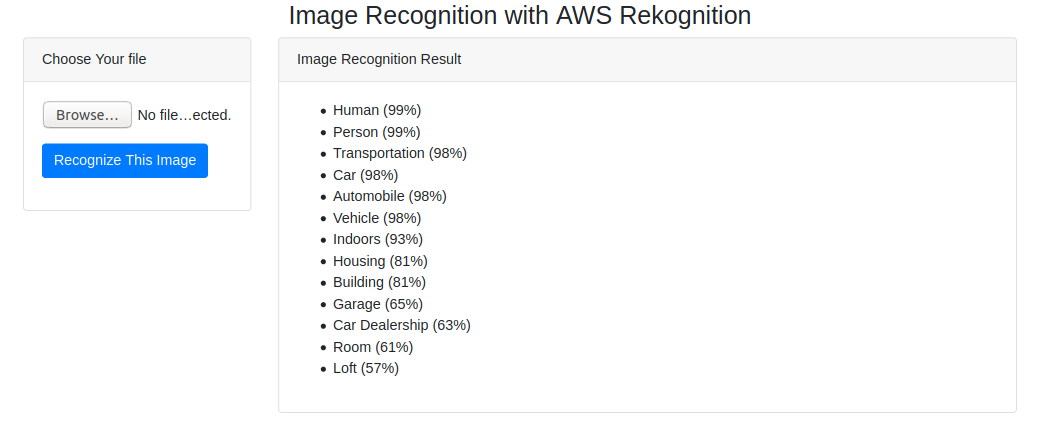 Image Recognition with AWS Rekognition
Choose Your file
Browse... No file...ected.
Recognize This Image
Image Recognition Result
Human (99%)
Person (99%)
Transportation (98%)
Car (98%)
Automobile (98%)
Vehicle (98%)
Indoors (93%)
Housing (81%)
Building (81%)
Garage (65%)
Car Dealership (63%)
Room (61%)
Loft (57%)